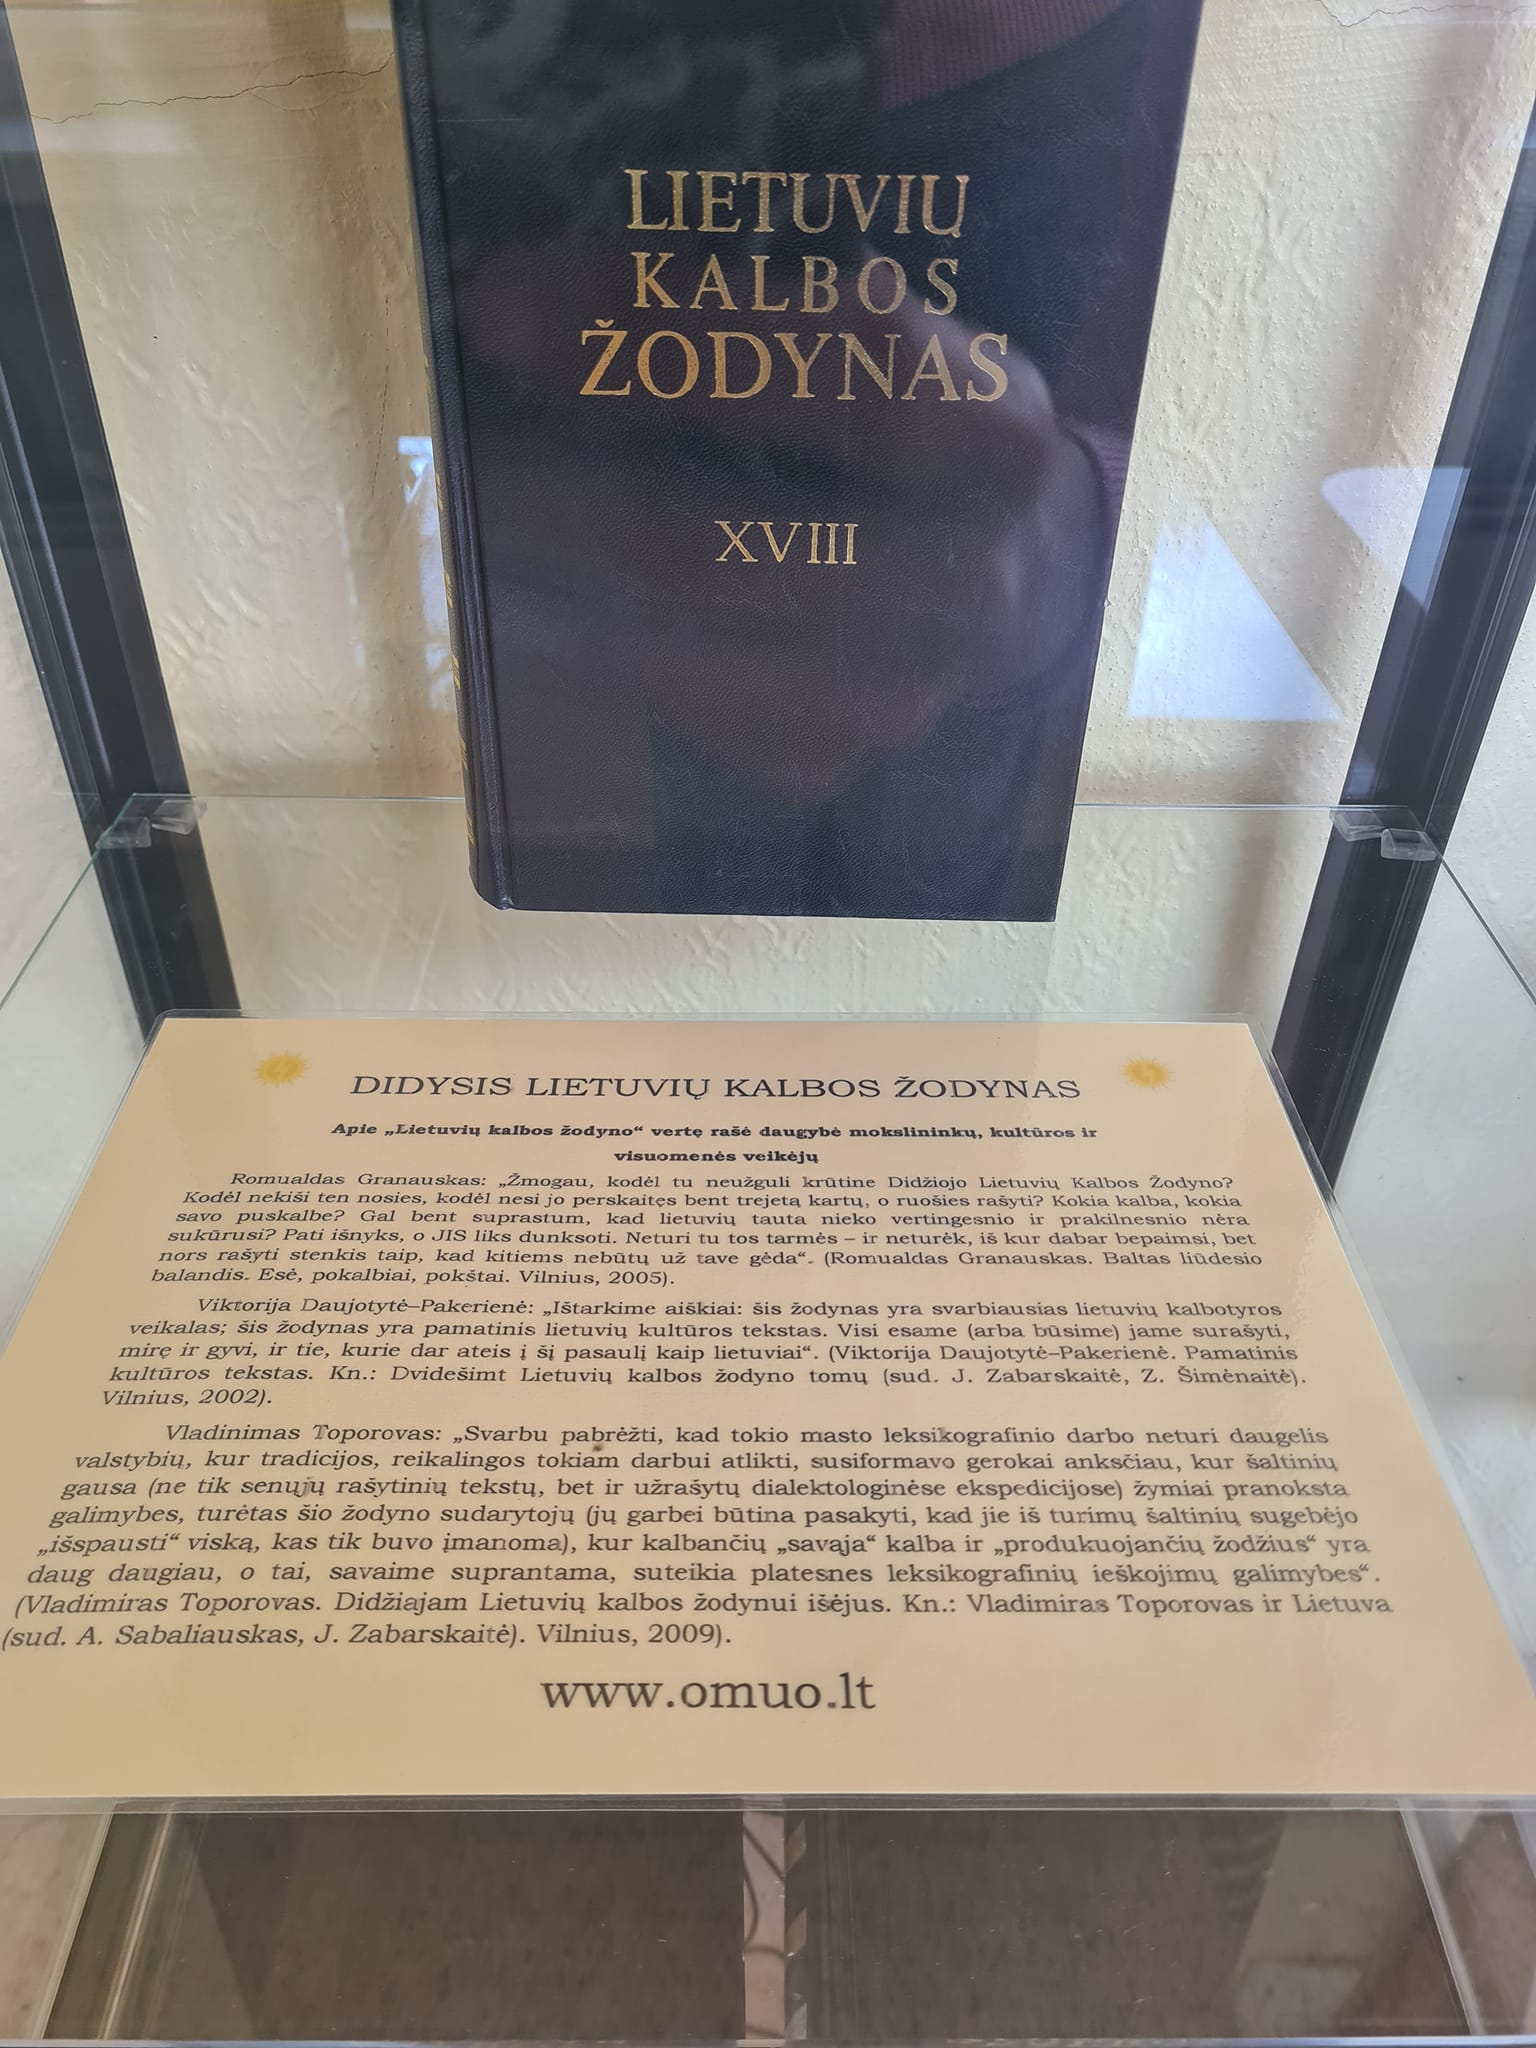 LIETUVIŲ
KALBOS
ŽODYNAS
XVIII
DIDYSIS LIETUVIŲ KALBOS ŽODYNAS
Apie „Lietuvių kalbos žodyno“ vertę rašė daugybė mokslininkų, kultūros ir
visuomenės veikėjų
Romualdas Granauskas: „Žmogau, kodėl tu neužguli krūtine Didžiojo Lietuvių Kalbos Žodyno?
Kodėl nekiši ten nosies, kodėl nesi jo perskaitęs bent trejetą kartų, o ruošies rašyti? Kokia kalba, kokia
savo puskalbe? Gal bent suprastum, kad lietuvių tauta nieko vertingesnio ir prakilnesnio nėra
sukūrusi? Pati išnyks, o JIS liks dunksoti. Neturi tu tos tarmės – ir neturėk, iš kur dabar bepaimsi, bet
nors rašyti stenkis taip, kad kitiems nebūtų už tave gėda“. (Romualdas Granauskas. Baltas liūdesio
balandis. Esė, pokalbiai, pokštai. Vilnius, 2005).
Viktorija Daujotytė–Pakerienė: „Ištarkime aiškiai: šis žodynas yra svarbiausias lietuvių kalbotyros
veikalas; šis žodynas yra pamatinis lietuvių kultūros tekstas. Visi esame (arba būsime) jame surašyti,
mirę ir gyvi, ir tie, kurie dar ateis į šį pasaulį kaip lietuviai“. (Viktorija Daujotytė–Pakerienė. Pamatinis
kultūros tekstas. Kn.: Dvidešimt Lietuvių kalbos žodyno tomų (sud. J. Zabarskaitė, Z. Šimėnaitė).
Vilnius, 2002).
Vladinimas Toporovas: „Svarbu pabrėžti, kad tokio masto leksikografinio darbo neturi daugelis
valstybių, kur tradicijos, reikalingos tokiam darbui atlikti, susiformavo gerokai anksčiau, kur šaltinių
gausa (ne tik senųjų rašytinių tekstų, bet ir užrašytų dialektologinėse ekspedicijose) žymiai pranoksta
galimybes, turėtas šio žodyno sudarytojų (jų garbei būtina pasakyti, kad jie iš turimų šaltinių sugebėjo
„išspausti“ viską, kas tik buvo įmanoma), kur kalbančių „savąja“ kalba ir „produkuojančių žodžius“ yra
daug daugiau, o tai, savaime suprantama, suteikia platesnes leksikografinių ieškojimų galimybes“.
(Vladimiras Toporovas. Didžiajam Lietuvių kalbos žodynui išėjus. Kn.: Vladimiras Toporovas ir Lietuva
(sud. A. Sabaliauskas, J. Zabarskaitė). Vilnius, 2009).
www.omuo.lt